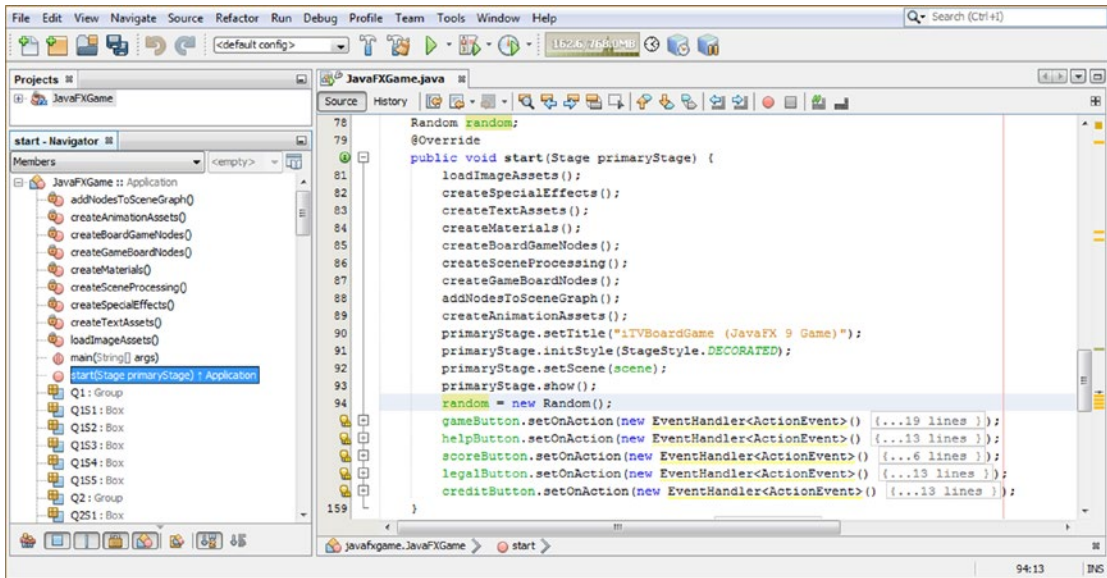 File Edit View Navigate Source Refactor Run Debug Profile Team Tools Window Help
Search (Ctrl+I)
<default config>
162.6/768.0MB
Projects
JavaFXGame
start - Navigator
Members
<empty>
JavaFXGame :: Application
addNodesToSceneGraph()
createAnimationAssets()
createBoardGameNodes()
createGameBoardNodes()
createMaterials()
createSceneProcessing()
createSpecialEffects()
createTextAssets()
loadImageAssets()
main(String[] args)
start(Stage primaryStage) ↑ Application
Q1 : Group
Q1S1 : Box
Q1S2 : Box
Q1S3 : Box
Q1S4 : Box
Q1S5 : Box
Q2 : Group
Q2S1 : Box
JavaFXGame.java
Source History
78 Random random;
79 @Override
public void start(Stage primaryStage) {
81 loadImageAssets();
82 createSpecialEffects();
83 createTextAssets();
84 createMaterials();
85 createBoardGameNodes();
86 createSceneProcessing();
87 createGameBoardNodes();
88 addNodesToSceneGraph();
89 createAnimationAssets();
90 primaryStage.setTitle("iTVBoardGame (JavaFX 9 Game)");
91 primaryStage.initStyle(StageStyle.DECORATED);
92 primaryStage.setScene(scene);
93 primaryStage.show();
94 random = new Random();
gameButton.setOnAction(new EventHandler<ActionEvent>() {...19 lines });
helpButton.setOnAction(new EventHandler<ActionEvent>() {...13 lines });
scoreButton.setOnAction(new EventHandler<ActionEvent>() {...6 lines });
legalButton.setOnAction(new EventHandler<ActionEvent>() {...13 lines });
creditButton.setOnAction(new EventHandler<ActionEvent>() {...13 lines });
159 }
javafxgame.JavaFXGame
start
94:13 INS